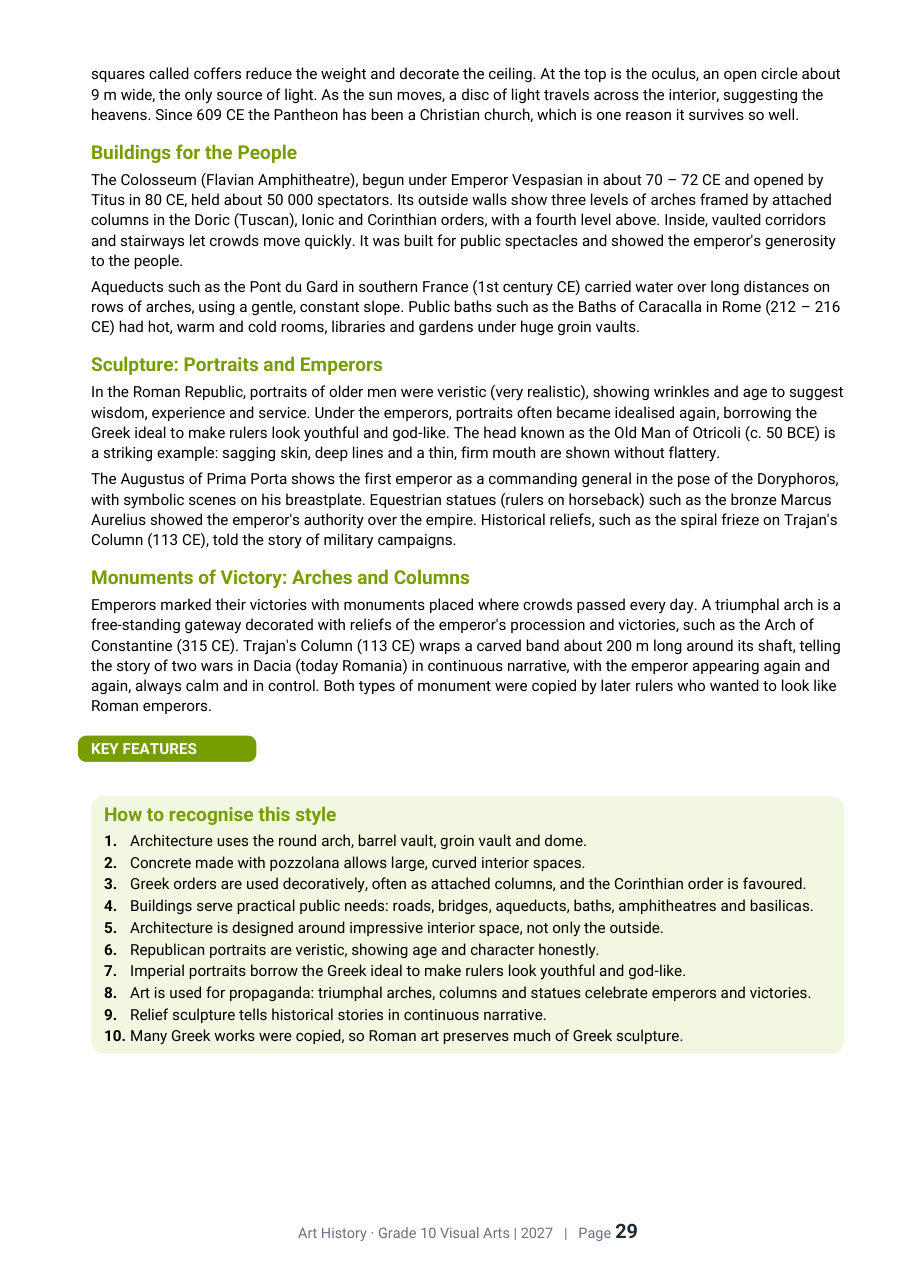 squares called coffers reduce the weight and decorate the ceiling. At the top is the oculus, an open circle about
9 m wide, the only source of light. As the sun moves, a disc of light travels across the interior, suggesting the
heavens. Since 609 CE the Pantheon has been a Christian church, which is one reason it survives so well.
Buildings for the People
The Colosseum (Flavian Amphitheatre), begun under Emperor Vespasian in about 70 – 72 CE and opened by
Titus in 80 CE, held about 50 000 spectators. Its outside walls show three levels of arches framed by attached
columns in the Doric (Tuscan), Ionic and Corinthian orders, with a fourth level above. Inside, vaulted corridors
and stairways let crowds move quickly. It was built for public spectacles and showed the emperor's generosity
to the people.
Aqueducts such as the Pont du Gard in southern France (1st century CE) carried water over long distances on
rows of arches, using a gentle, constant slope. Public baths such as the Baths of Caracalla in Rome (212 – 216
CE) had hot, warm and cold rooms, libraries and gardens under huge groin vaults.
Sculpture: Portraits and Emperors
In the Roman Republic, portraits of older men were veristic (very realistic), showing wrinkles and age to suggest
wisdom, experience and service. Under the emperors, portraits often became idealised again, borrowing the
Greek ideal to make rulers look youthful and god-like. The head known as the Old Man of Otricoli (c. 50 BCE) is
a striking example: sagging skin, deep lines and a thin, firm mouth are shown without flattery.
The Augustus of Prima Porta shows the first emperor as a commanding general in the pose of the Doryphoros,
with symbolic scenes on his breastplate. Equestrian statues (rulers on horseback) such as the bronze Marcus
Aurelius showed the emperor's authority over the empire. Historical reliefs, such as the spiral frieze on Trajan's
Column (113 CE), told the story of military campaigns.
Monuments of Victory: Arches and Columns
Emperors marked their victories with monuments placed where crowds passed every day. A triumphal arch is a
free-standing gateway decorated with reliefs of the emperor's procession and victories, such as the Arch of
Constantine (315 CE). Trajan's Column (113 CE) wraps a carved band about 200 m long around its shaft, telling
the story of two wars in Dacia (today Romania) in continuous narrative, with the emperor appearing again and
again, always calm and in control. Both types of monument were copied by later rulers who wanted to look like
Roman emperors.
KEY FEATURES
How to recognise this style
1. Architecture uses the round arch, barrel vault, groin vault and dome.
2. Concrete made with pozzolana allows large, curved interior spaces.
3. Greek orders are used decoratively, often as attached columns, and the Corinthian order is favoured.
4. Buildings serve practical public needs: roads, bridges, aqueducts, baths, amphitheatres and basilicas.
5. Architecture is designed around impressive interior space, not only the outside.
6. Republican portraits are veristic, showing age and character honestly.
7. Imperial portraits borrow the Greek ideal to make rulers look youthful and god-like.
8. Art is used for propaganda: triumphal arches, columns and statues celebrate emperors and victories.
9. Relief sculpture tells historical stories in continuous narrative.
10. Many Greek works were copied, so Roman art preserves much of Greek sculpture.
Art History · Grade 10 Visual Arts | 2027 | Page 29